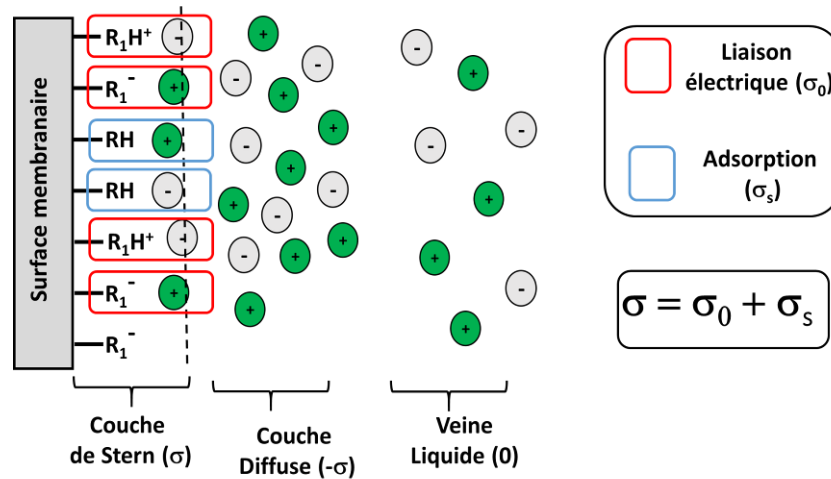 Surface membranaire
R₁H⁺
R₁⁻
RH
RH
R₁H⁺
R₁⁻
R₁⁻
-
+
+
-
-
+
+
-
-
+
+
-
+
-
+
-
-
+
+
+
-
+
-
+
-
-
+
+
-
+
Couche
de Stern (σ)
Couche
Diffuse (-σ)
Veine
Liquide (0)
Liaison
électrique (σ₀)
Adsorption
(σₛ)
σ = σ₀ + σₛ